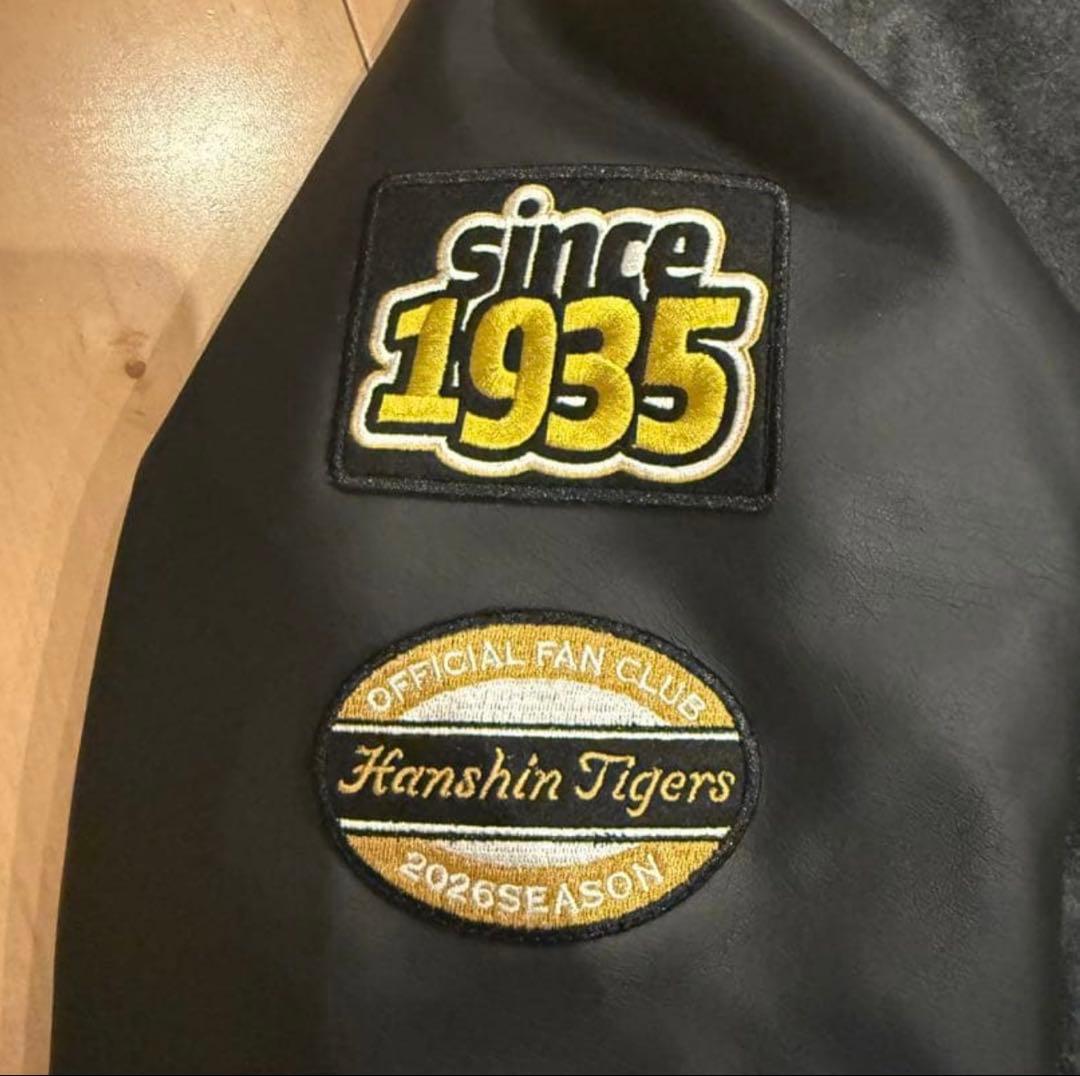 since
1935
OFFICIAL FAN CLUB
Hanshin Tigers
2026SEASON